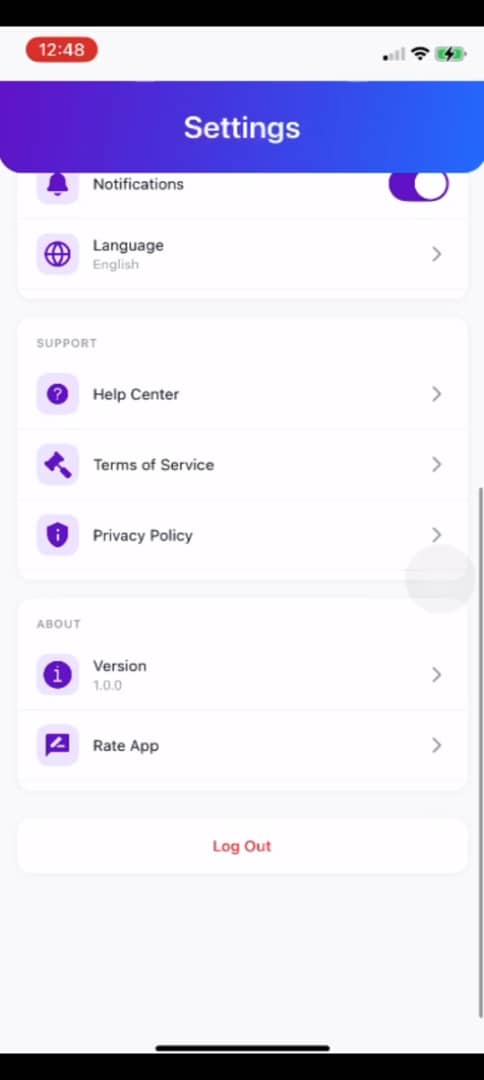 12:48
Settings
Notifications
Language
English
SUPPORT
Help Center
Terms of Service
Privacy Policy
ABOUT
Version
1.0.0
Rate App
Log Out